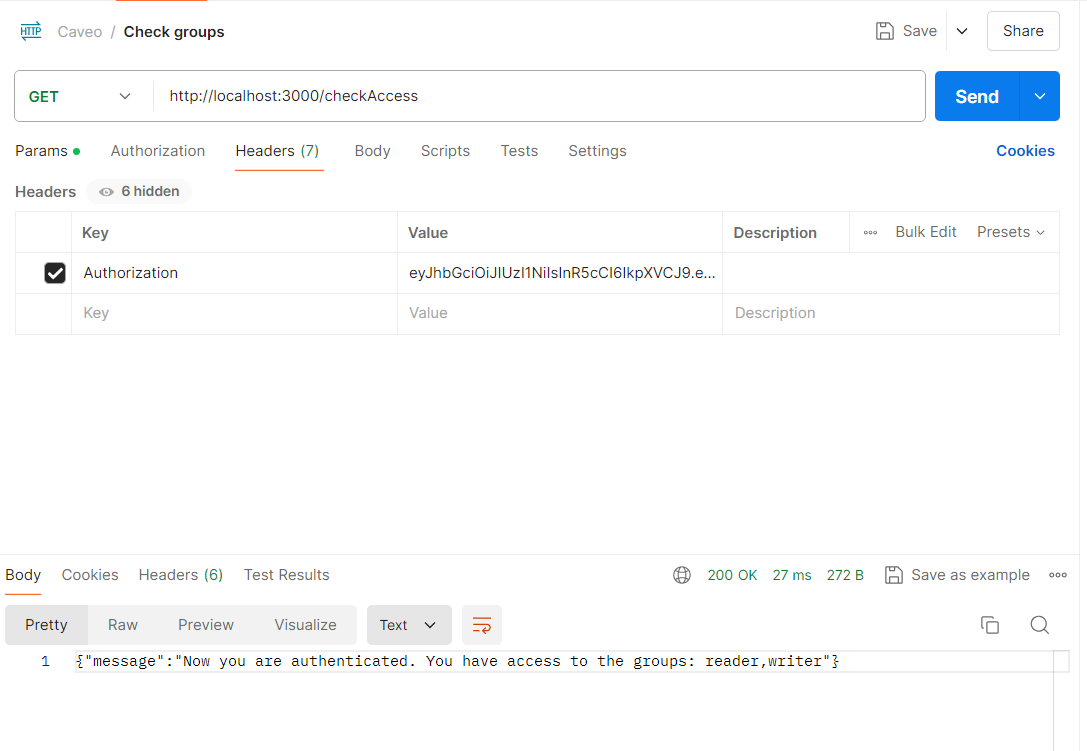 HTTP Caveo / Check groups Save Share
GET http://localhost:3000/checkAccess Send
Params Authorization Headers (7) Body Scripts Tests Settings Cookies
Headers 6 hidden
Key Value Description Bulk Edit Presets
Authorization eyJhbGciOiJIUzI1NiIsInR5cCI6IkpXVCJ9.e...
Key Value Description
Body Cookies Headers (6) Test Results 200 OK 27 ms 272 B Save as example
Pretty Raw Preview Visualize Text
1 {"message":"Now you are authenticated. You have access to the groups: reader,writer"}